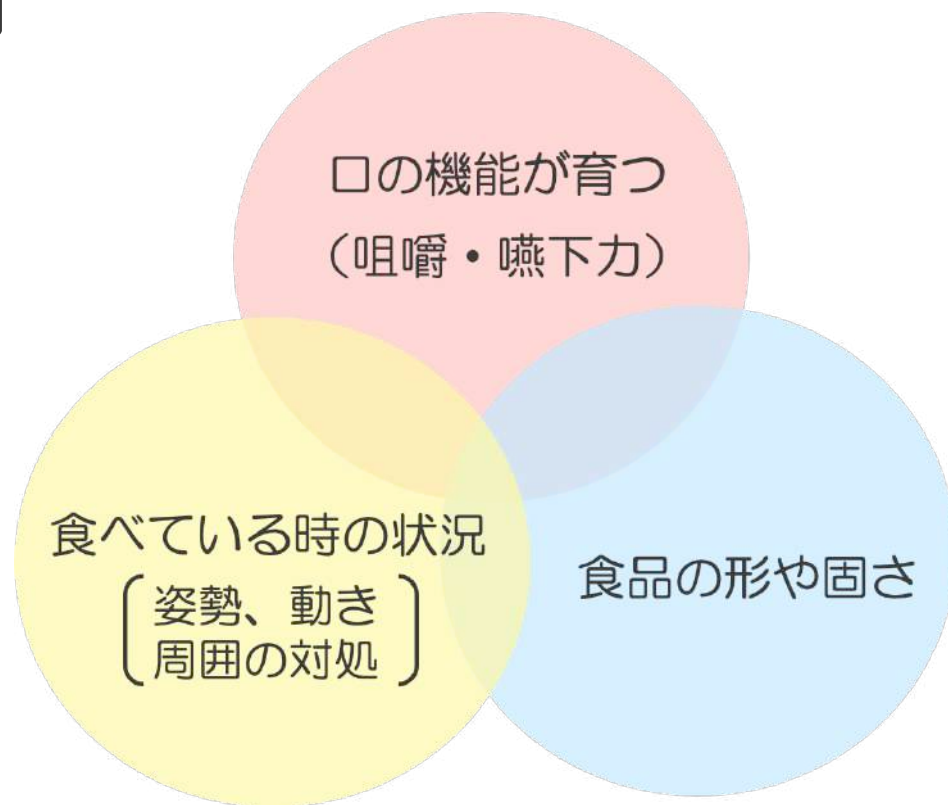 口の機能が育つ
（咀嚼・嚥下力）
食べている時の状況
姿勢、動き
周囲の対処
食品の形や固さ